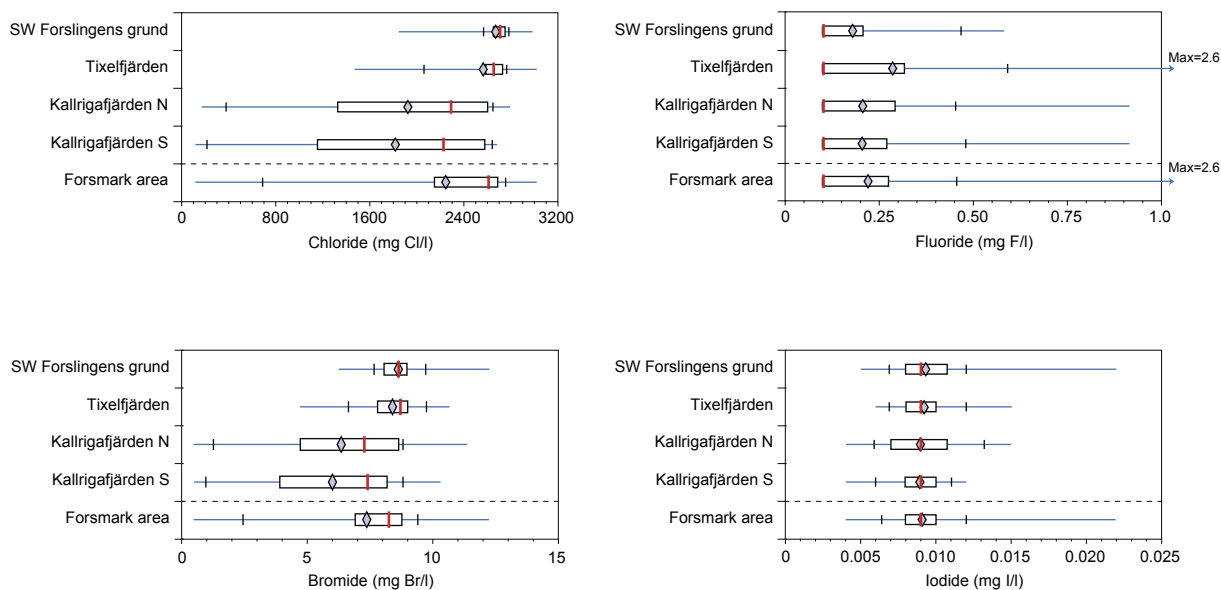 SW Forslingens grund
Tixelfjärden
Kallrigafjärden N
Kallrigafjärden S
Forsmark area
0 800 1600 2400 3200
Chloride (mg Cl/l)
SW Forslingens grund
Tixelfjärden
Max=2.6
Kallrigafjärden N
Kallrigafjärden S
Max=2.6
Forsmark area
0 0.25 0.50 0.75 1.0
Fluoride (mg F/l)
SW Forslingens grund
Tixelfjärden
Kallrigafjärden N
Kallrigafjärden S
Forsmark area
0 5 10 15
Bromide (mg Br/l)
SW Forslingens grund
Tixelfjärden
Kallrigafjärden N
Kallrigafjärden S
Forsmark area
0 0.005 0.010 0.015 0.020 0.025
Iodide (mg I/l)